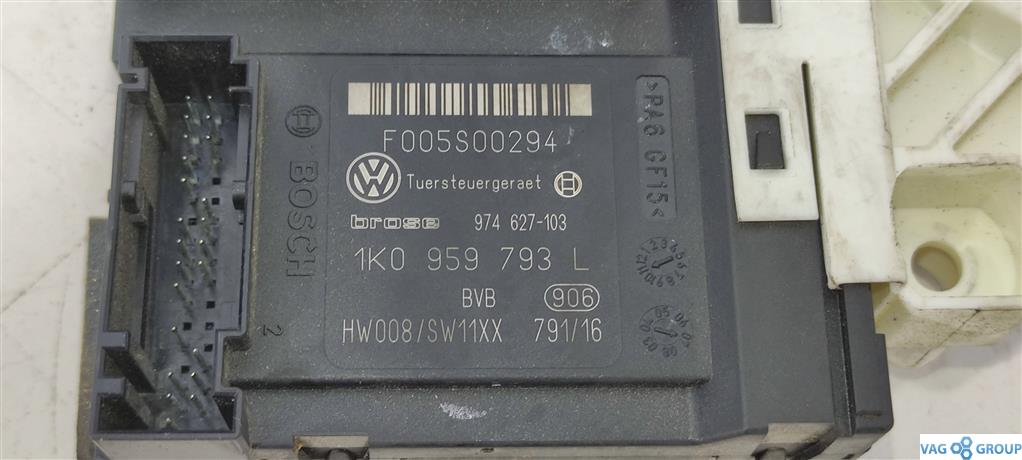 F005S00294
Tuersteuergeraet
brose 974 627-103
1K0 959 793 L
BVB 906
HW008/SW11XX 791/16
BOSCH
2
>PA6 GF15<
VAG GROUP